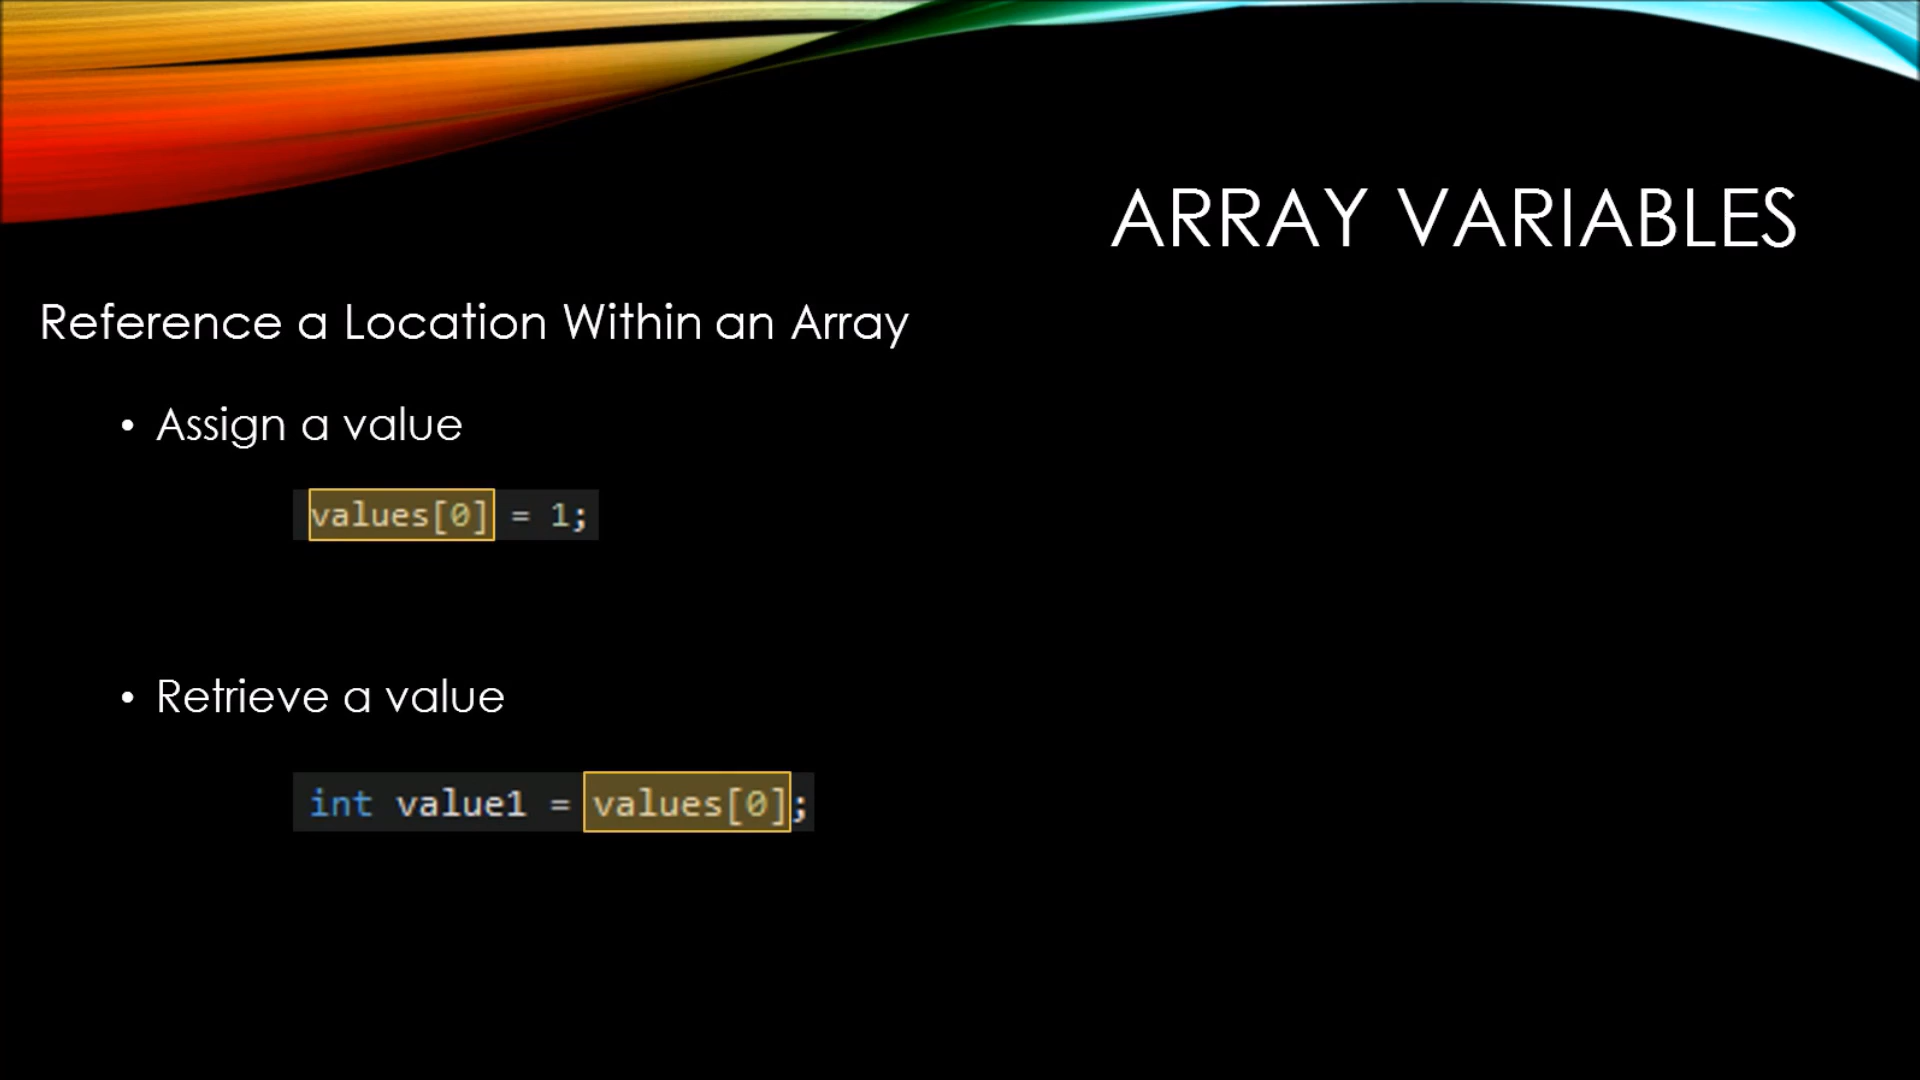 ARRAY VARIABLES
Reference a Location Within an Array
• Assign a value
values[0] = 1;
• Retrieve a value
int value1 = values[0];